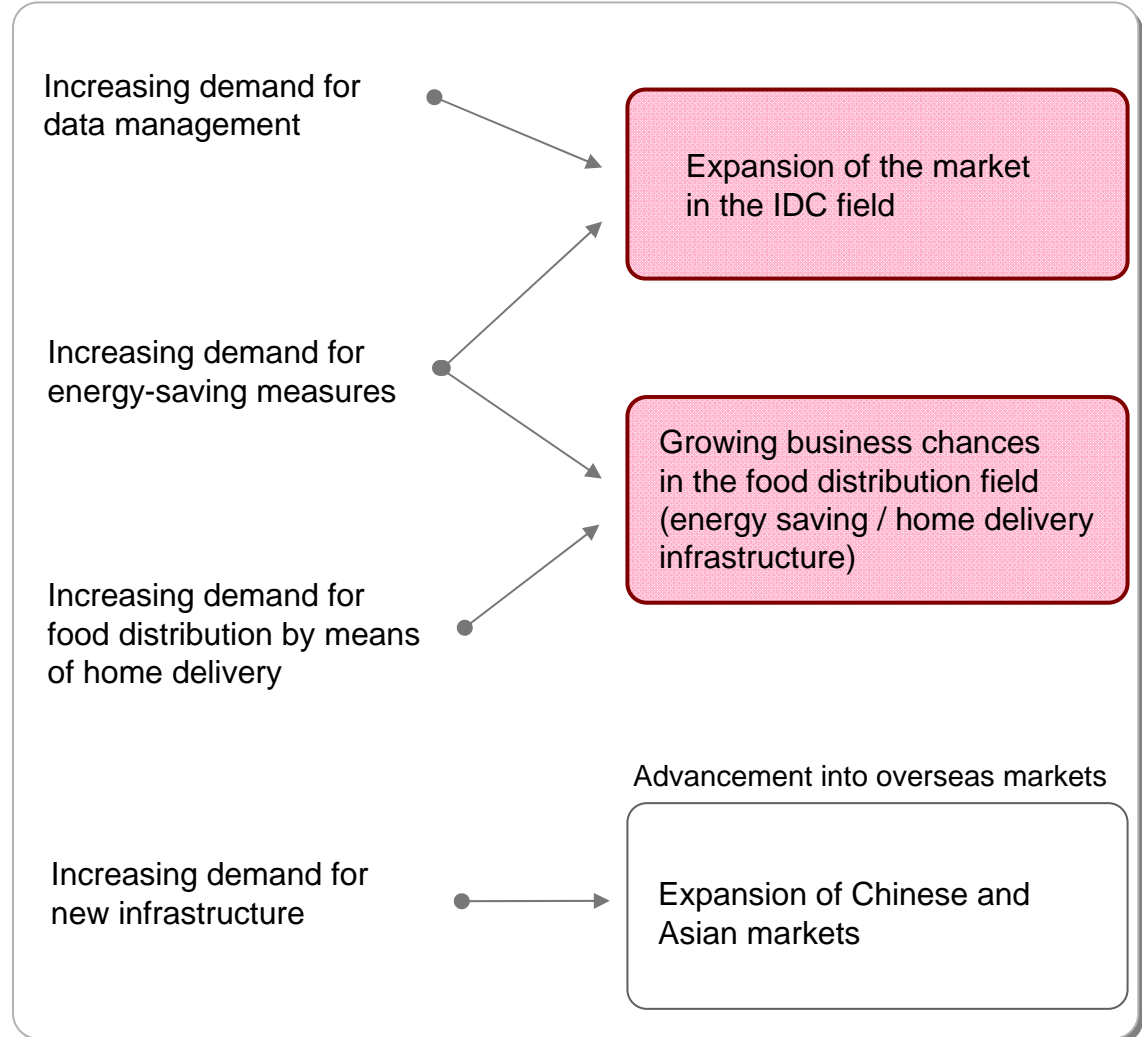 Increasing demand for
data management
Expansion of the market
in the IDC field
Increasing demand for
energy-saving measures
Growing business chances
in the food distribution field
(energy saving / home delivery
infrastructure)
Increasing demand for
food distribution by means
of home delivery
Advancement into overseas markets
Increasing demand for
new infrastructure
Expansion of Chinese and
Asian markets